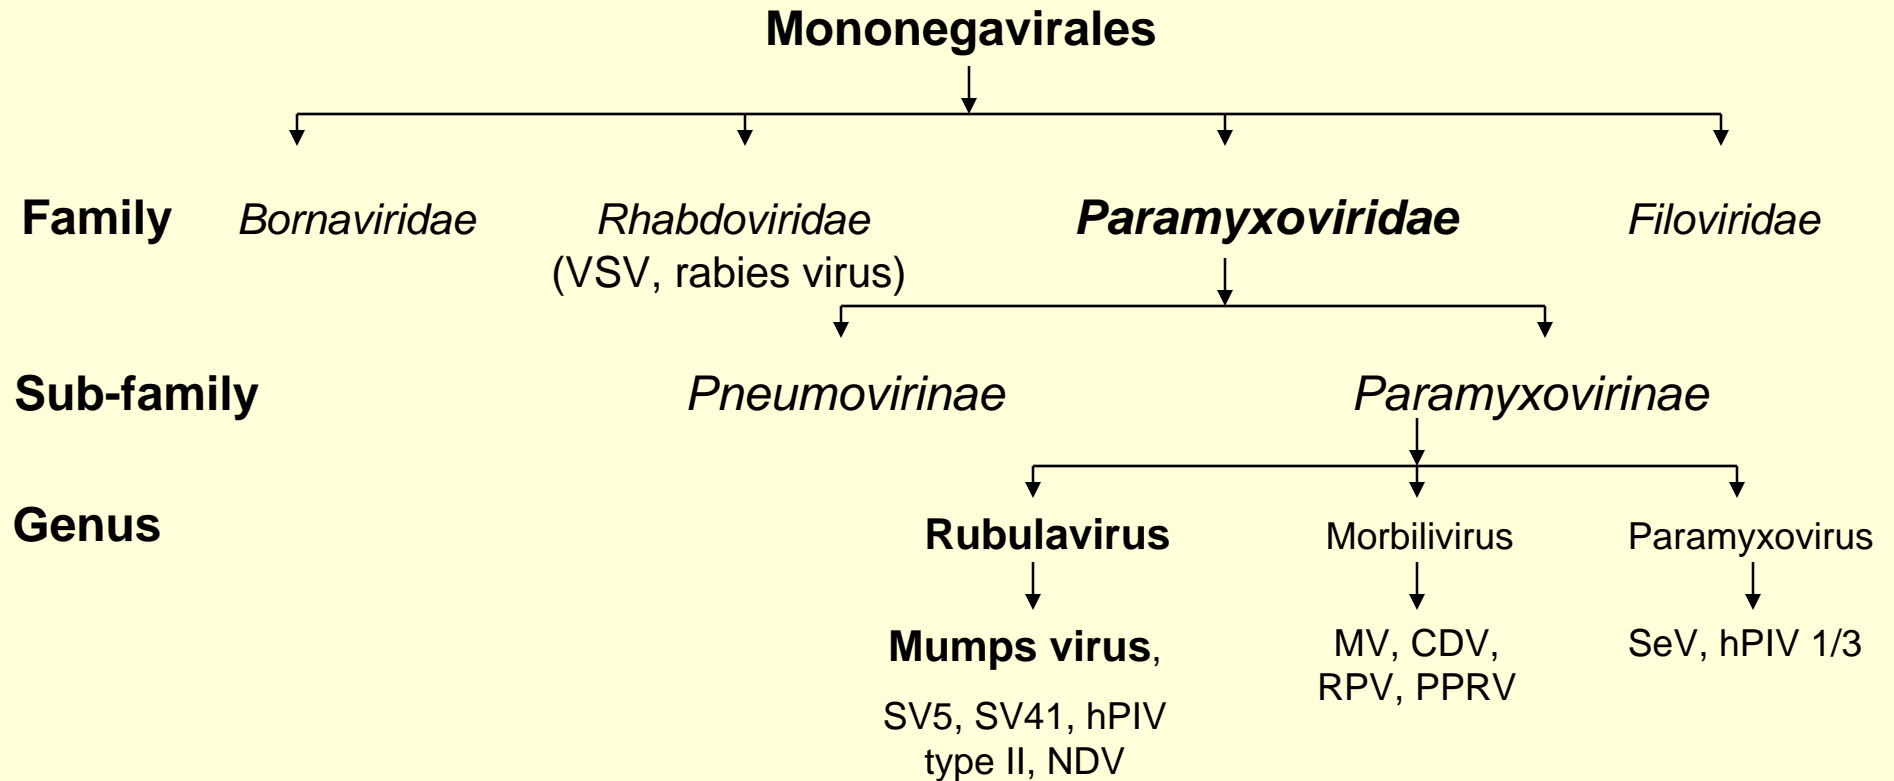 Mononegavirales
Family Bornaviridae Rhabdoviridae Paramyxoviridae Filoviridae
(VSV, rabies virus)
Sub-family Pneumovirinae Paramyxovirinae
Genus Rubulavirus Morbilivirus Paramyxovirus
Mumps virus, MV, CDV, SeV, hPIV 1/3
RPV, PPRV
SV5, SV41, hPIV
type II, NDV